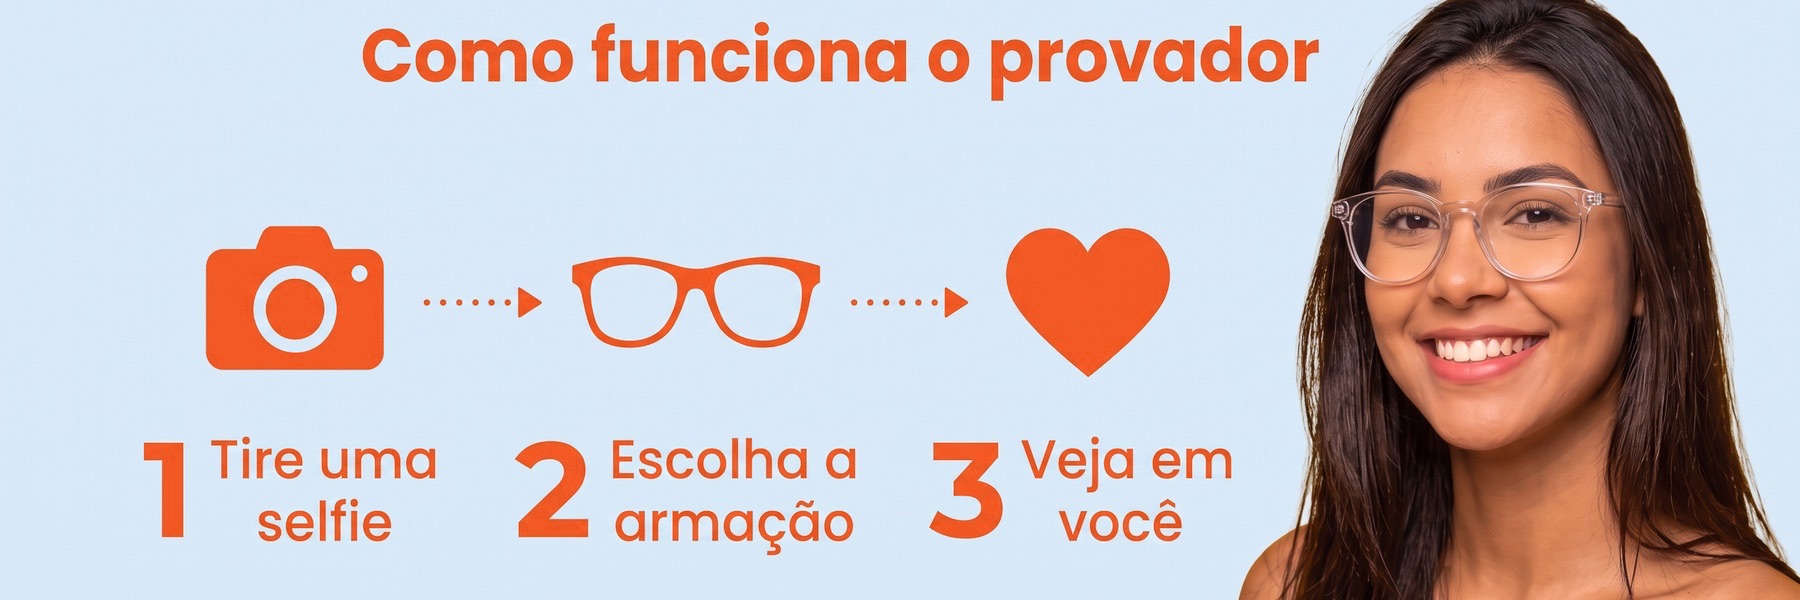 Como funciona o provador
1 Tire uma
selfie
2 Escolha a
armação
3 Veja em
você